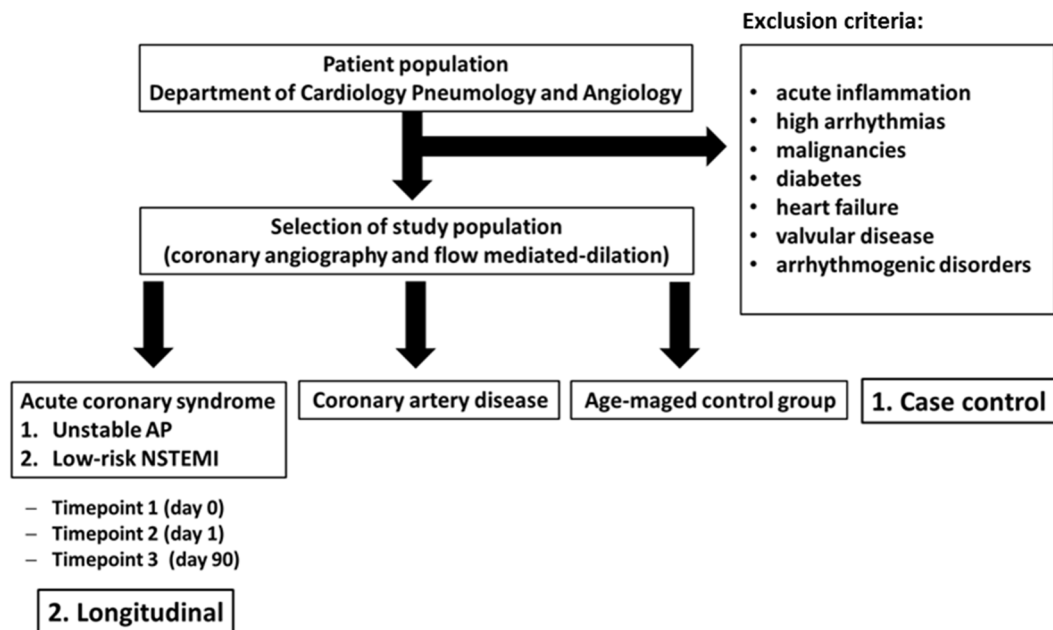 Exclusion criteria:
Patient population
Department of Cardiology Pneumology and Angiology
• acute inflammation
• high arrhythmias
• malignancies
• diabetes
• heart failure
• valvular disease
• arrhythmogenic disorders
Selection of study population
(coronary angiography and flow mediated-dilation)
Acute coronary syndrome
1. Unstable AP
2. Low-risk NSTEMI
Coronary artery disease
Age-maged control group
1. Case control
– Timepoint 1 (day 0)
– Timepoint 2 (day 1)
– Timepoint 3 (day 90)
2. Longitudinal